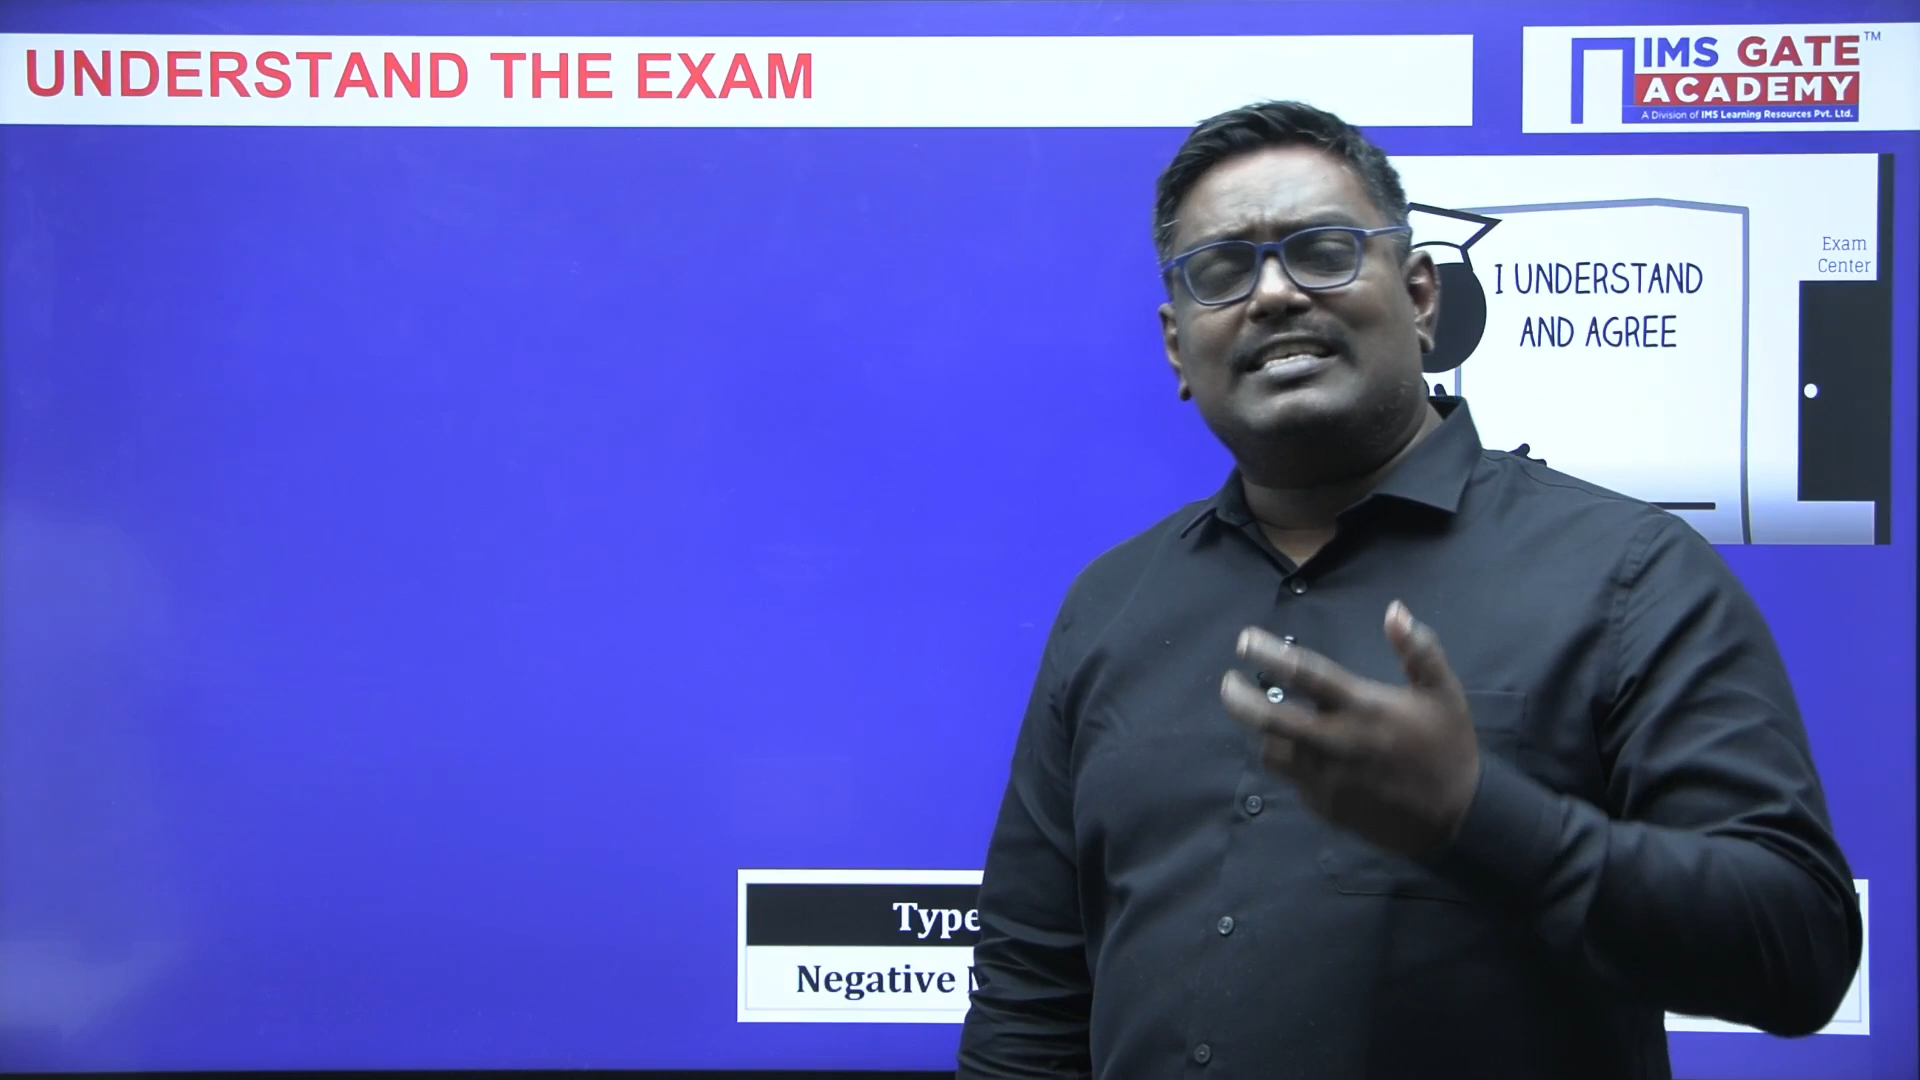 UNDERSTAND THE EXAM
IMS GATE
TM
ACADEMY
A Division of IMS Learning Resources Pvt. Ltd.
Exam
Center
I UNDERSTAND
AND AGREE
Type
Negative